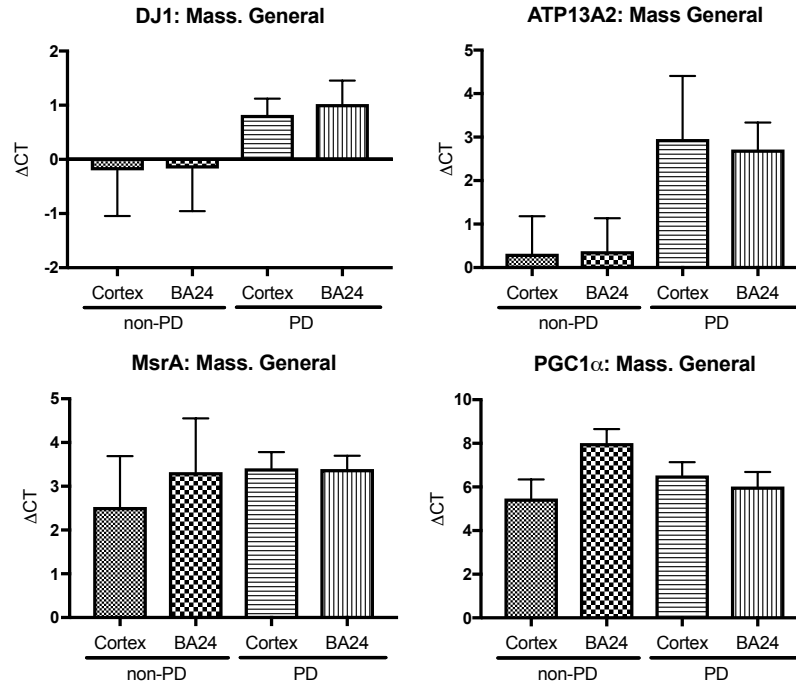 DJ1: Mass. General
2
1
0
-1
-2
ΔCT
Cortex BA24 Cortex BA24
non-PD PD
ATP13A2: Mass General
5
4
3
2
1
0
ΔCT
Cortex BA24 Cortex BA24
non-PD PD
MsrA: Mass. General
5
4
3
2
1
0
ΔCT
Cortex BA24 Cortex BA24
non-PD PD
PGC1α: Mass. General
10
8
6
4
2
0
ΔCT
Cortex BA24 Cortex BA24
non-PD PD